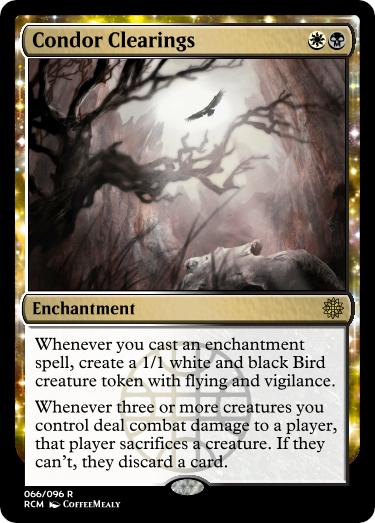 Condor Clearings
Enchantment
Whenever you cast an enchantment
spell, create a 1/1 white and black Bird
creature token with flying and vigilance.
Whenever three or more creatures you
control deal combat damage to a player,
that player sacrifices a creature. If they
can't, they discard a card.
066/096 R
RCM CoffeeMealy